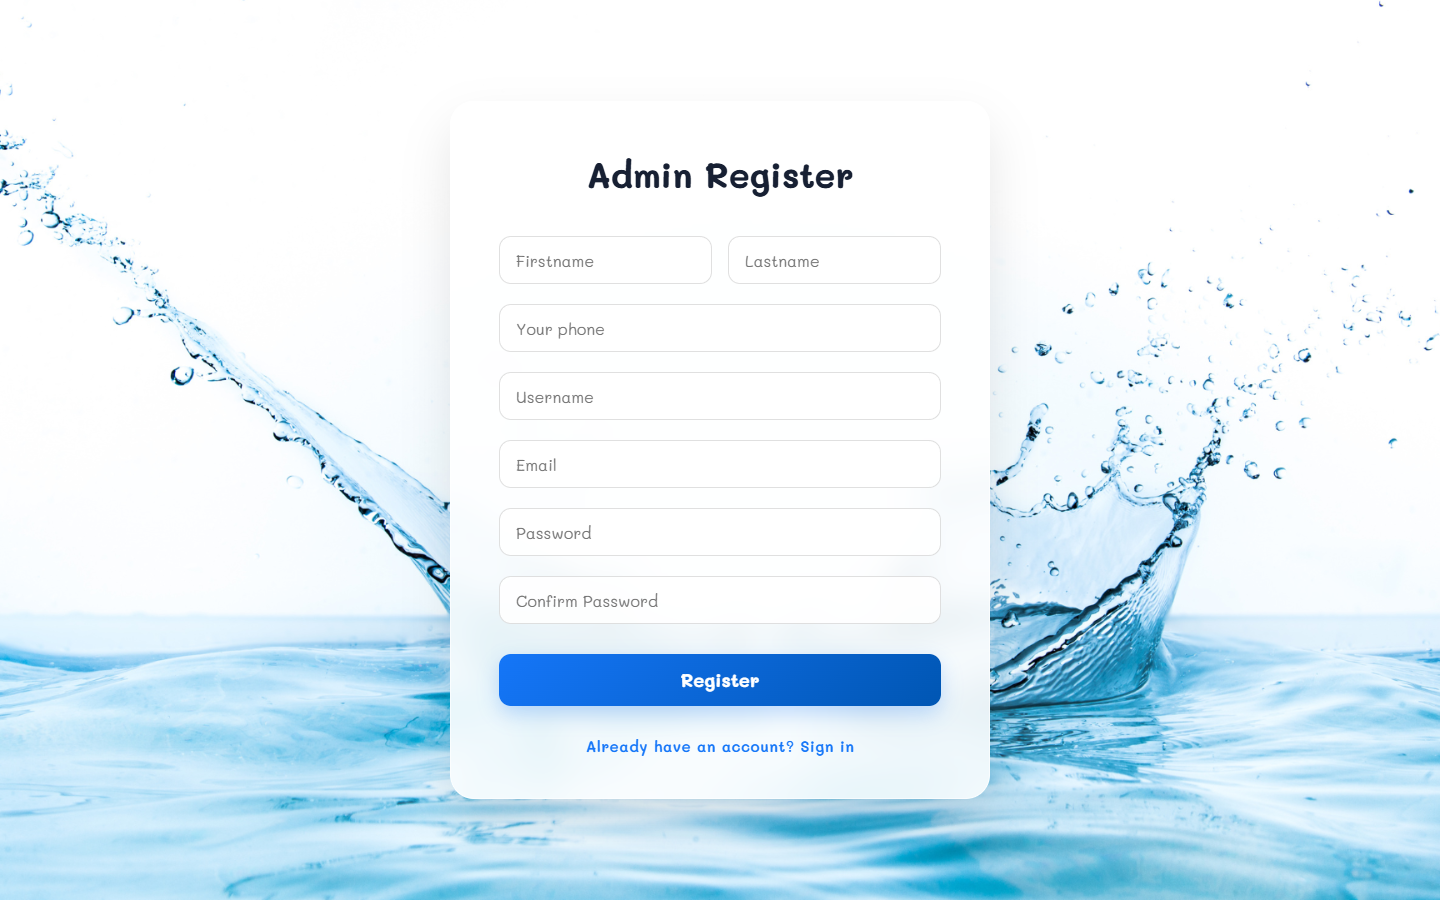 Admin Register
Firstname Lastname
Your phone
Username
Email
Password
Confirm Password
Register
Already have an account? Sign in